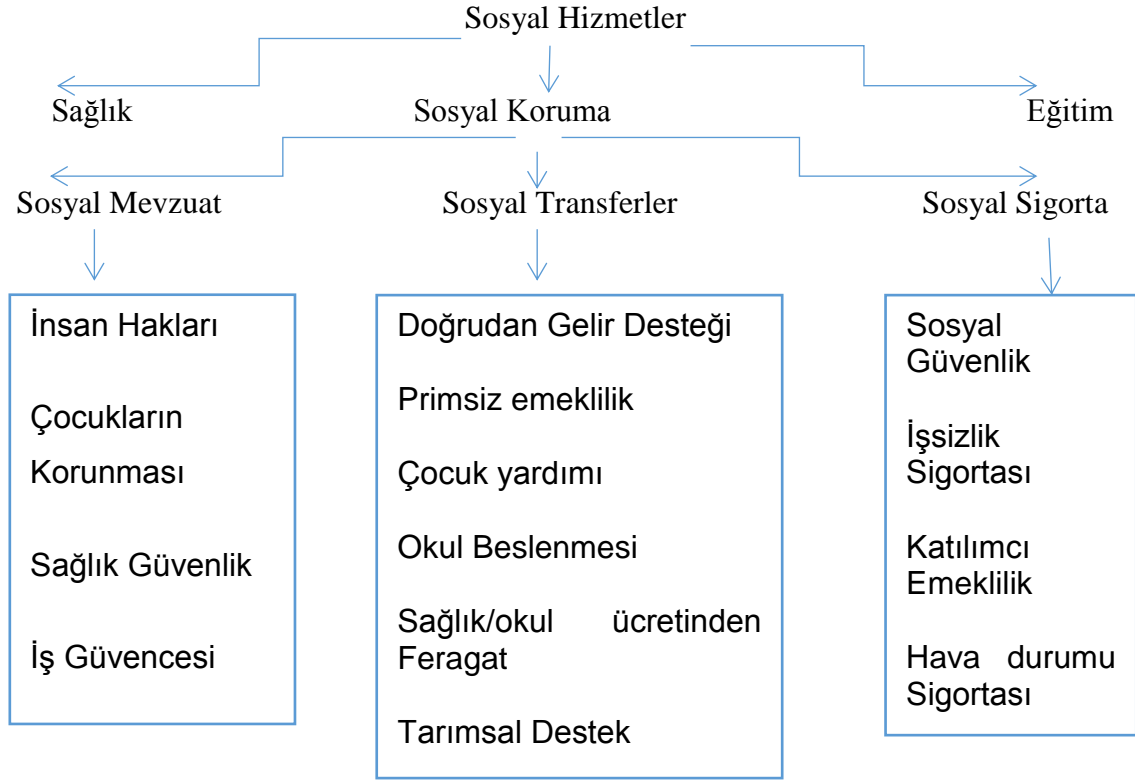 Sosyal Hizmetler
Sağlık
Sosyal Koruma
Eğitim
Sosyal Mevzuat
Sosyal Transferler
Sosyal Sigorta
İnsan Hakları
Çocukların
Korunması
Sağlık Güvenlik
İş Güvencesi
Doğrudan Gelir Desteği
Primsiz emeklilik
Çocuk yardımı
Okul Beslenmesi
Sağlık/okul ücretinden
Feragat
Tarımsal Destek
Sosyal
Güvenlik
İşsizlik
Sigortası
Katılımcı
Emeklilik
Hava durumu
Sigortası